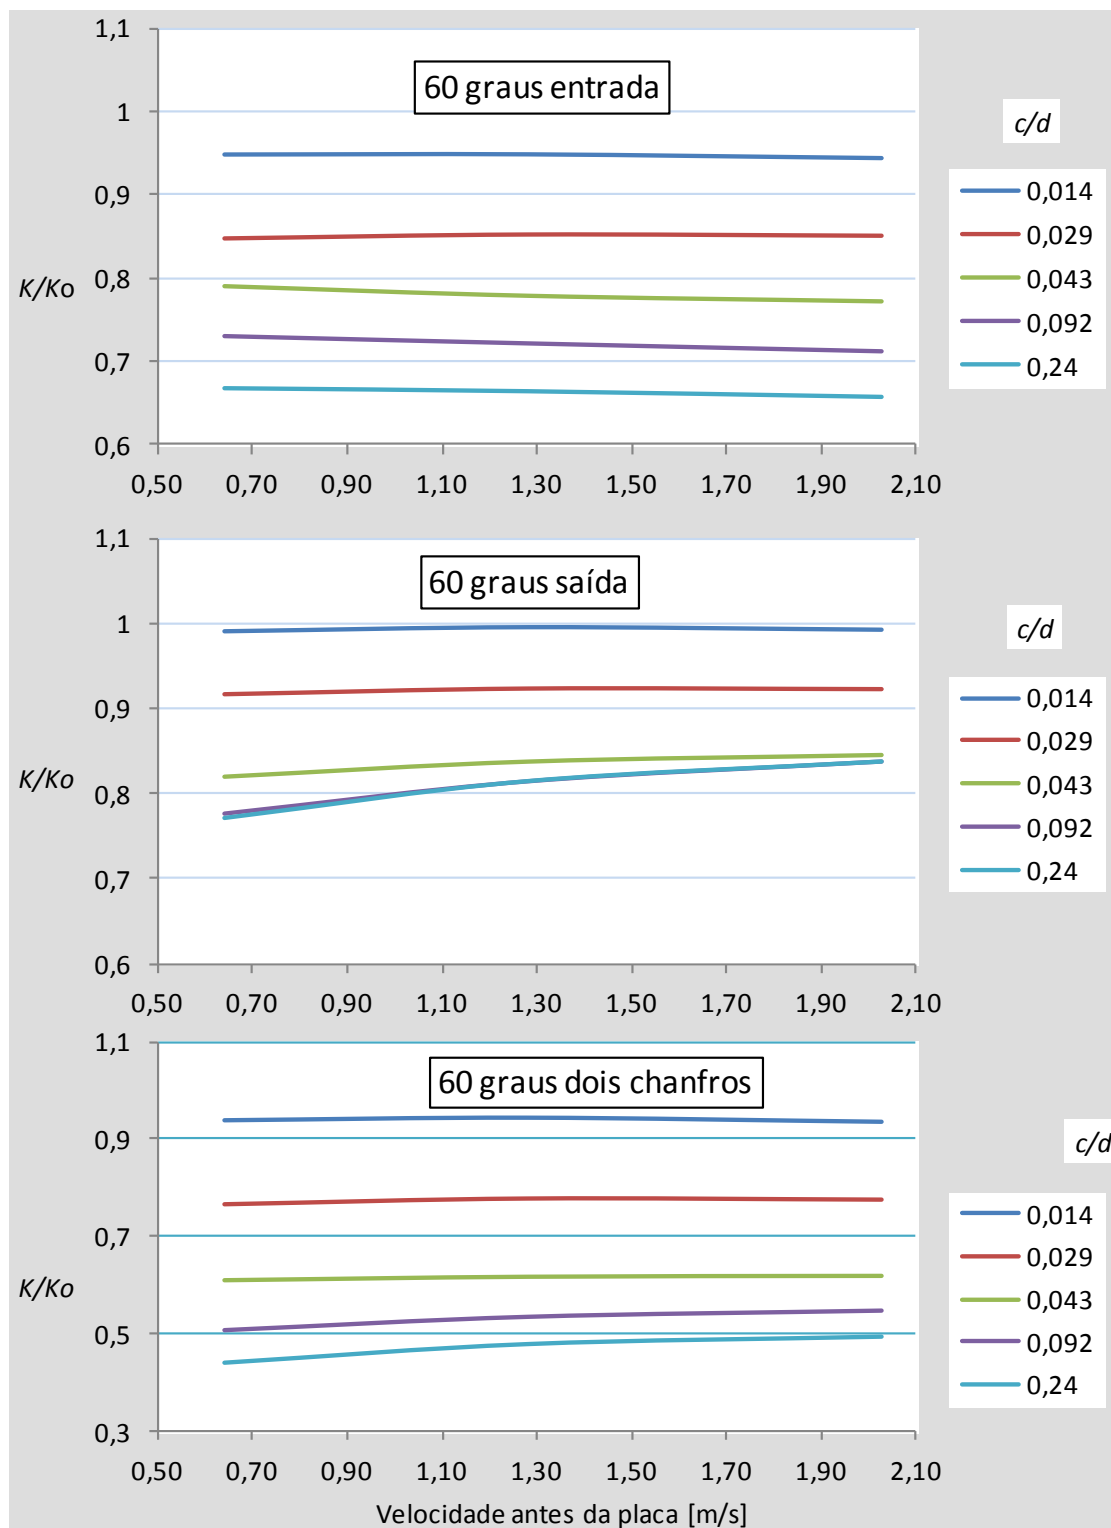 1,1
60 graus entrada
1
c/d
0,9
0,014
0,029
K/Ko
0,8
0,043
0,7
0,092
0,24
0,6
0,50 0,70 0,90 1,10 1,30 1,50 1,70 1,90 2,10
1,1
60 graus saída
1
c/d
0,9
0,014
0,029
K/Ko
0,8
0,043
0,7
0,092
0,24
0,6
0,50 0,70 0,90 1,10 1,30 1,50 1,70 1,90 2,10
1,1
60 graus dois chanfros
0,9
c/d
0,7
0,014
0,029
K/Ko
0,5
0,043
0,092
0,24
0,3
0,50 0,70 0,90 1,10 1,30 1,50 1,70 1,90 2,10
Velocidade antes da placa [m/s]